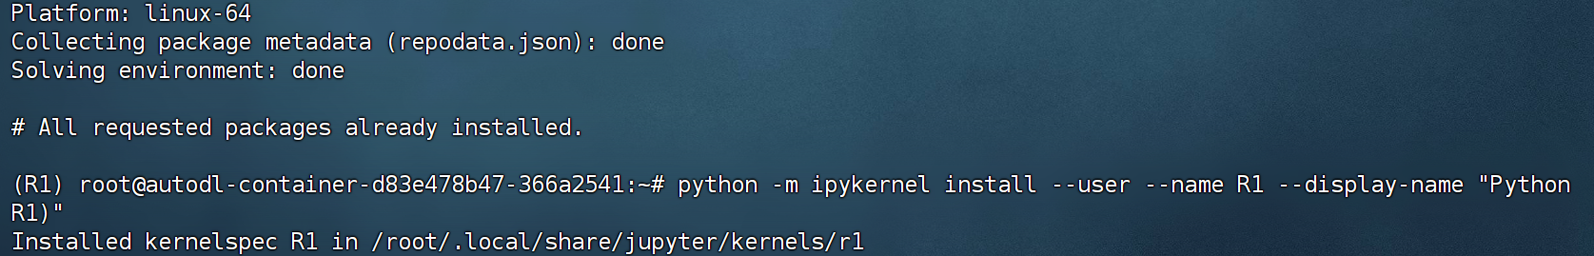 Platform: linux-64
Collecting package metadata (repodata.json): done
Solving environment: done
# All requested packages already installed.
(R1) root@autodl-container-d83e478b47-366a2541:~# python -m ipykernel install --user --name R1 --display-name "Python
R1)"
Installed kernelspec R1 in /root/.local/share/jupyter/kernels/r1